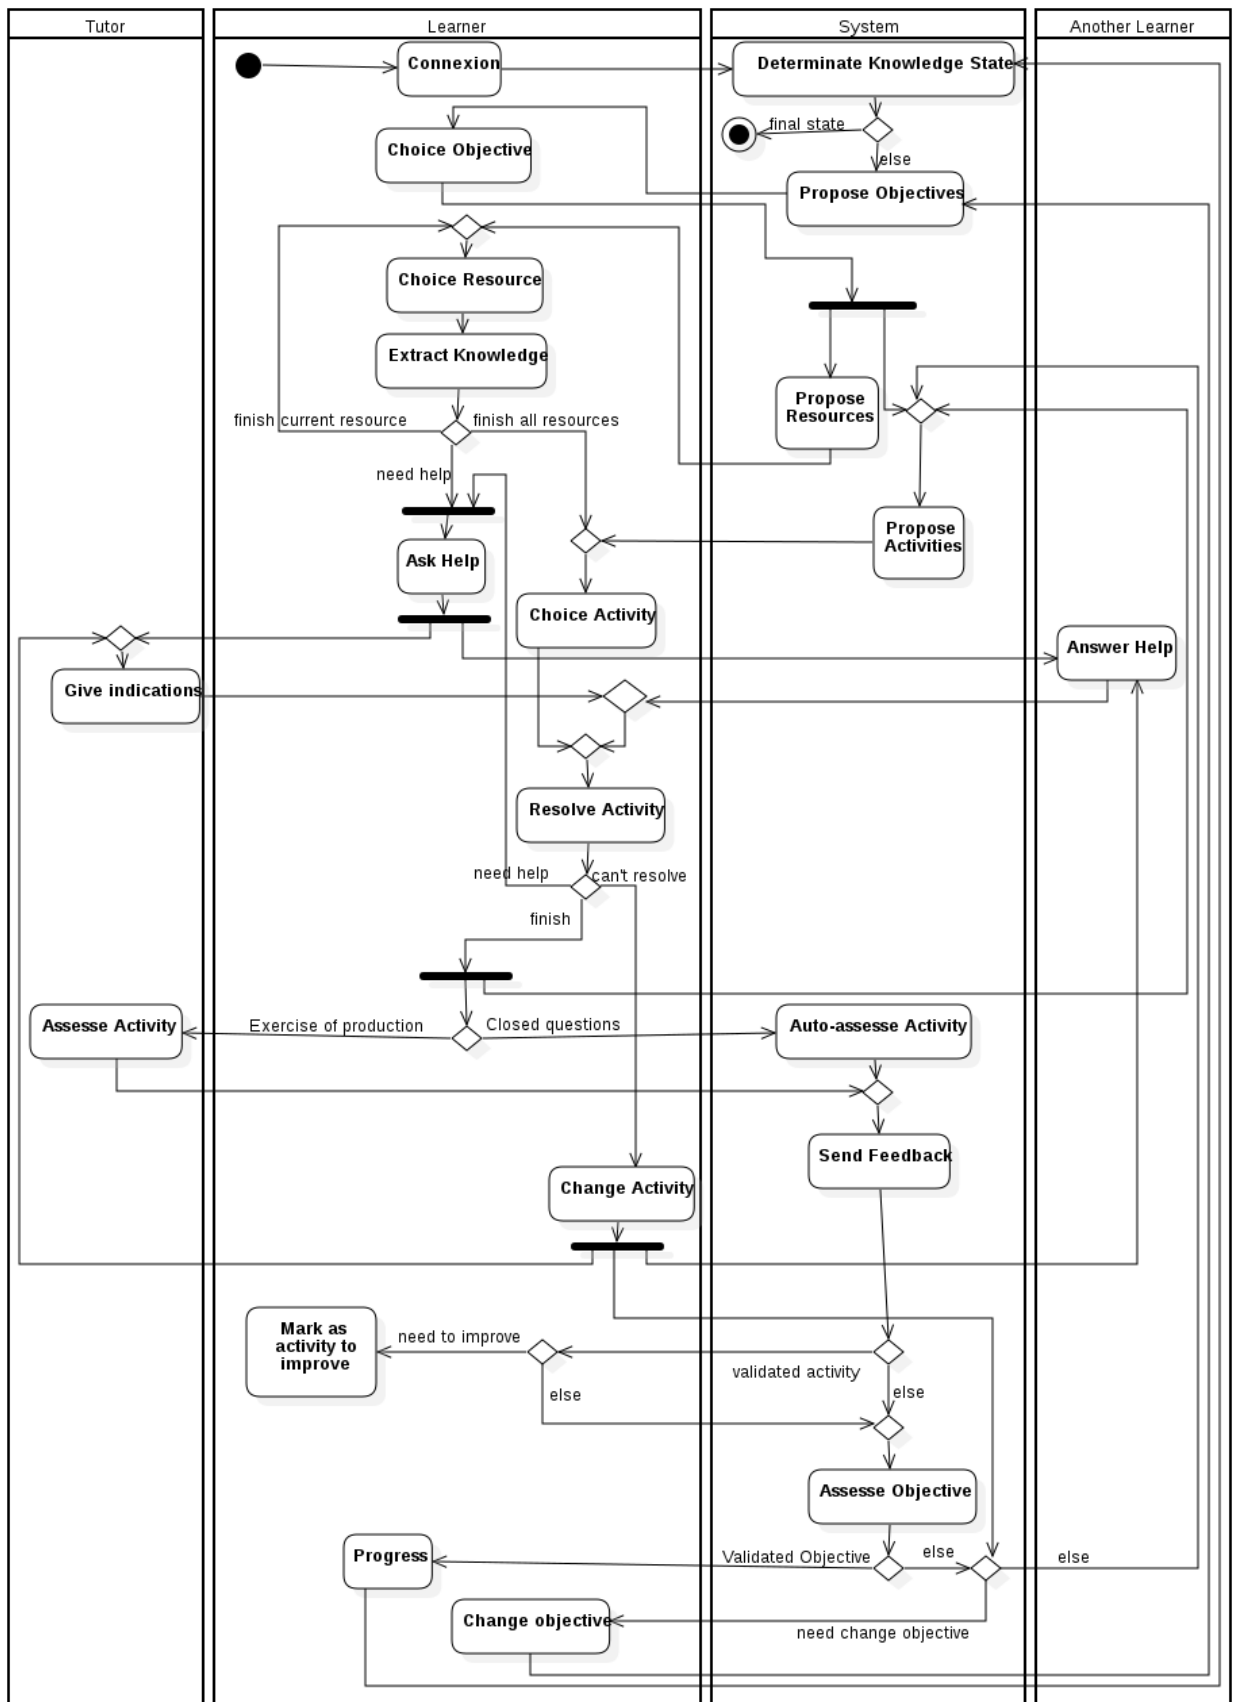 Tutor
Learner
System
Another Learner
Connexion
Determinate Knowledge State
final state
else
Choice Objective
Propose Objectives
Choice Resource
Extract Knowledge
Propose
Resources
finish current resource
finish all resources
need help
Propose
Activities
Ask Help
Choice Activity
Answer Help
Give indications
Resolve Activity
need help
can't resolve
finish
Assesse Activity
Exercise of production
Closed questions
Auto-assesse Activity
Send Feedback
Change Activity
Mark as
activity to
improve
need to improve
validated activity
else
else
Assesse Objective
Progress
Validated Objective
else
else
Change objective
need change objective